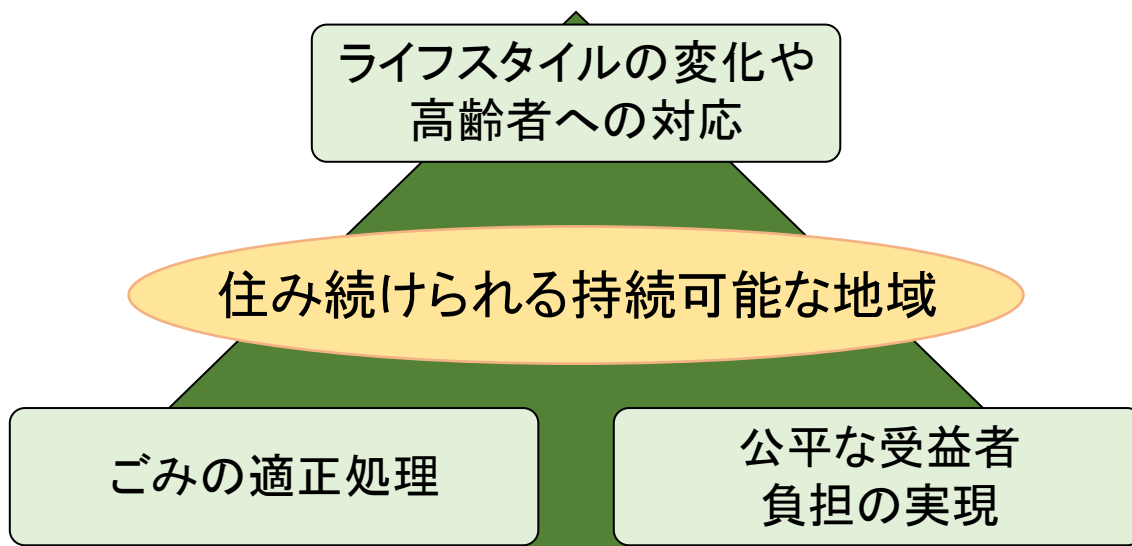 ライフスタイルの変化や
高齢者への対応
住み続けられる持続可能な地域
ごみの適正処理
公平な受益者
負担の実現